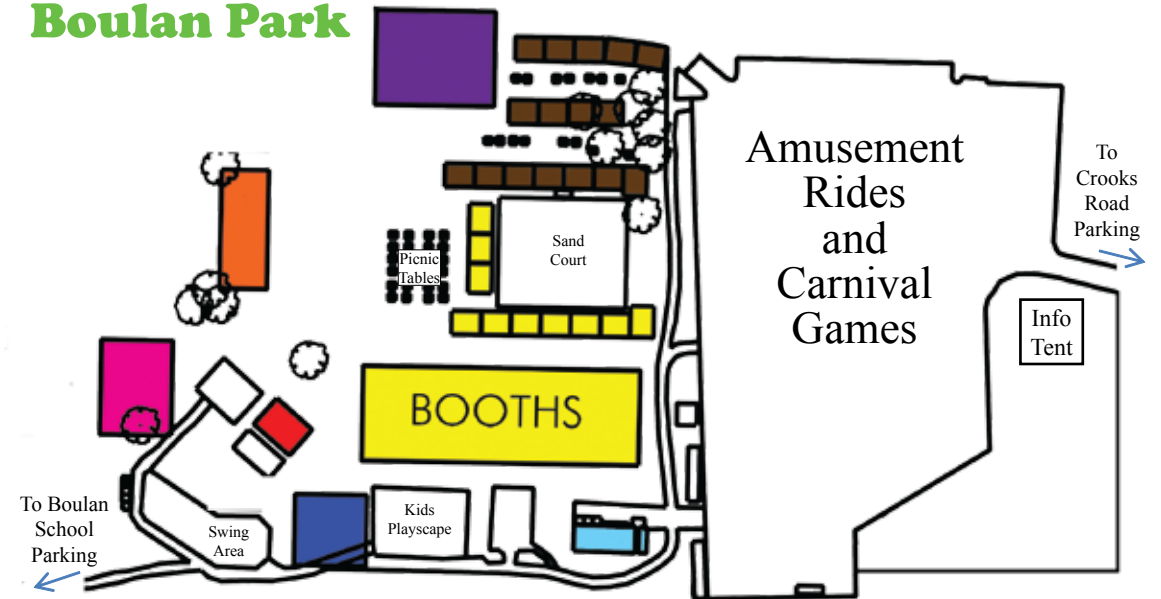 Boulan Park
Amusement
Rides
and
Carnival
Games
To
Crooks
Road
Parking
Sand
Court
Picnic
Tables
Info
Tent
BOOTHS
To Boulan
School
Parking
Swing
Area
Kids
Playscape